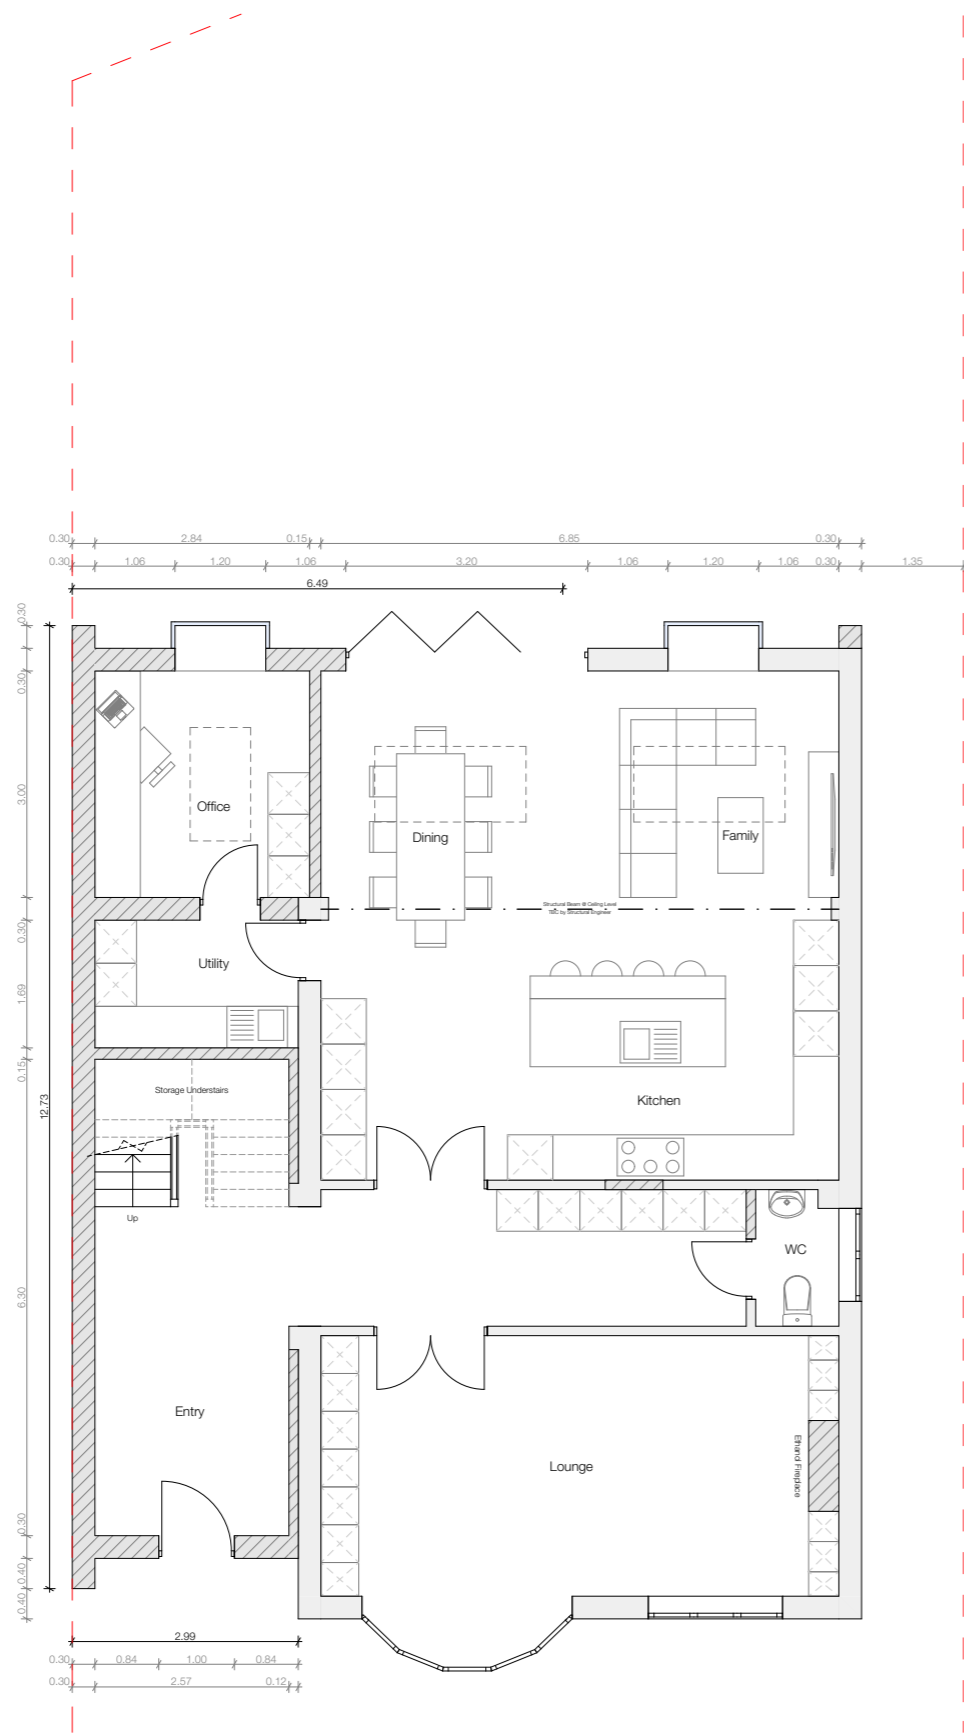 0.30 2.84 0.15 6.85 0.30
0.30 1.06 1.20 1.06 3.20 1.06 1.20 1.06 0.30 1.35
6.49
0.30
0.30
3.00
0.30
1.69
0.15
12.73
6.30
0.30
0.40
0.40
Office
Dining
Family
Structural Beam @ Ceiling Level
TBC by Structural Engineer
Utility
Storage Understairs
Kitchen
Up
WC
Entry
Lounge
Ethanol Fireplace
2.99
0.30 0.84 1.00 0.84
0.30 2.57 0.12